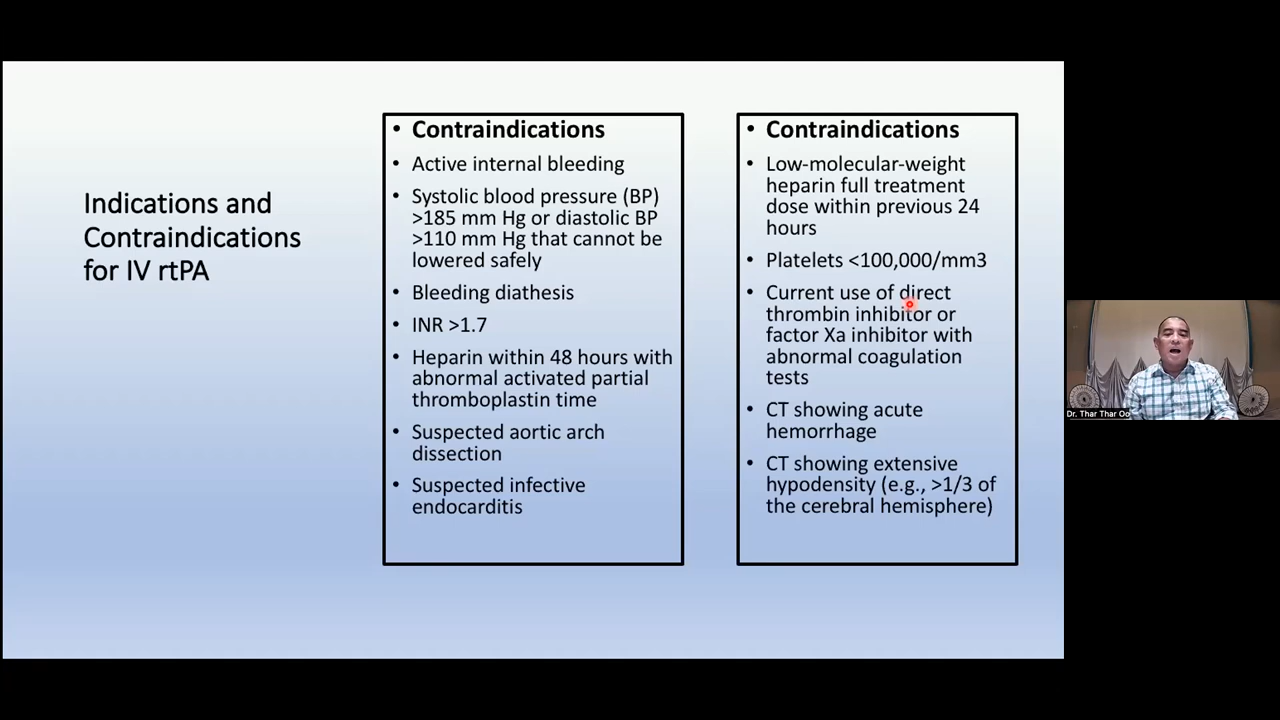 Indications and
Contraindications
for IV rtPA
• Contraindications
• Active internal bleeding
• Systolic blood pressure (BP)
>185 mm Hg or diastolic BP
>110 mm Hg that cannot be
lowered safely
• Bleeding diathesis
• INR >1.7
• Heparin within 48 hours with
abnormal activated partial
thromboplastin time
• Suspected aortic arch
dissection
• Suspected infective
endocarditis
• Contraindications
• Low-molecular-weight
heparin full treatment
dose within previous 24
hours
• Platelets <100,000/mm3
• Current use of direct
thrombin inhibitor or
factor Xa inhibitor with
abnormal coagulation
tests
• CT showing acute
hemorrhage
• CT showing extensive
hypodensity (e.g., >1/3 of
the cerebral hemisphere)
Dr. Thar Thar Oo